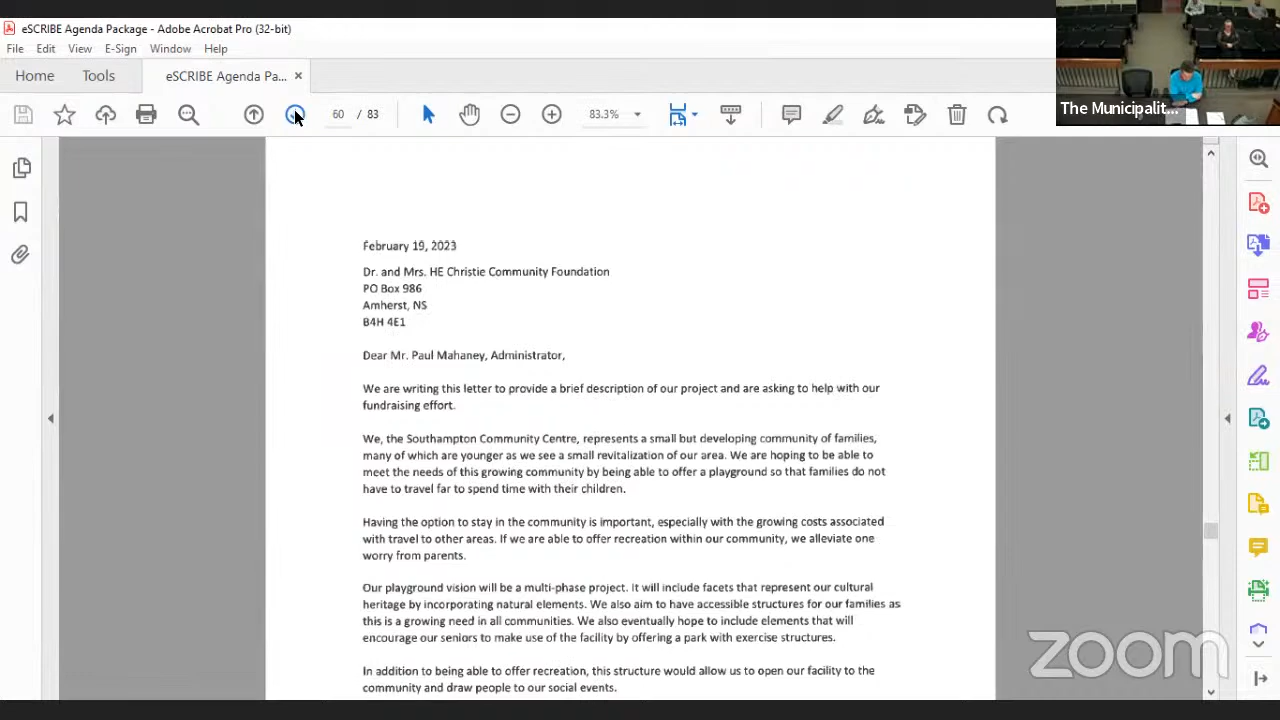 eSCRIBE Agenda Package - Adobe Acrobat Pro (32-bit)
File Edit View E-Sign Window Help
Home Tools eSCRIBE Agenda Pa... ×
60 / 83 83.3%
The Municipalit...
February 19, 2023
Dr. and Mrs. HE Christie Community Foundation
PO Box 986
Amherst, NS
B4H 4E1
Dear Mr. Paul Mahaney, Administrator,
We are writing this letter to provide a brief description of our project and are asking to help with our
fundraising effort.
We, the Southampton Community Centre, represents a small but developing community of families,
many of which are younger as we see a small revitalization of our area. We are hoping to be able to
meet the needs of this growing community by being able to offer a playground so that families do not
have to travel far to spend time with their children.
Having the option to stay in the community is important, especially with the growing costs associated
with travel to other areas. If we are able to offer recreation within our community, we alleviate one
worry from parents.
Our playground vision will be a multi-phase project. It will include facets that represent our cultural
heritage by incorporating natural elements. We also aim to have accessible structures for our families as
this is a growing need in all communities. We also eventually hope to include elements that will
encourage our seniors to make use of the facility by offering a park with exercise structures.
In addition to being able to offer recreation, this structure would allow us to open our facility to the
community and draw people to our social events.
zoom